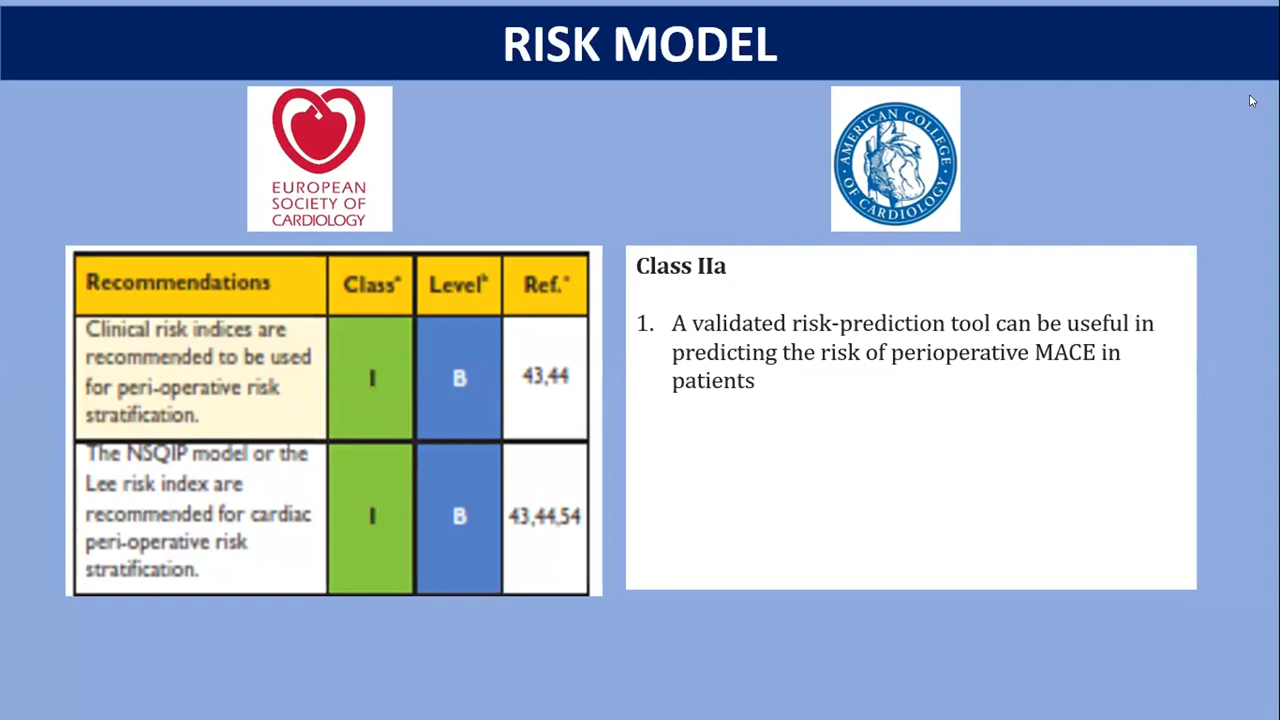 RISK MODEL
EUROPEAN
SOCIETY OF
CARDIOLOGY
AMERICAN COLLEGE
OF CARDIOLOGY
Recommendations Classᵃ Levelᵇ Ref.ᶜ
Clinical risk indices are
recommended to be used
for peri-operative risk
stratification.
I B 43,44
The NSQIP model or the
Lee risk index are
recommended for cardiac
peri-operative risk
stratification.
I B 43,44,54
Class IIa
1. A validated risk-prediction tool can be useful in
predicting the risk of perioperative MACE in
patients